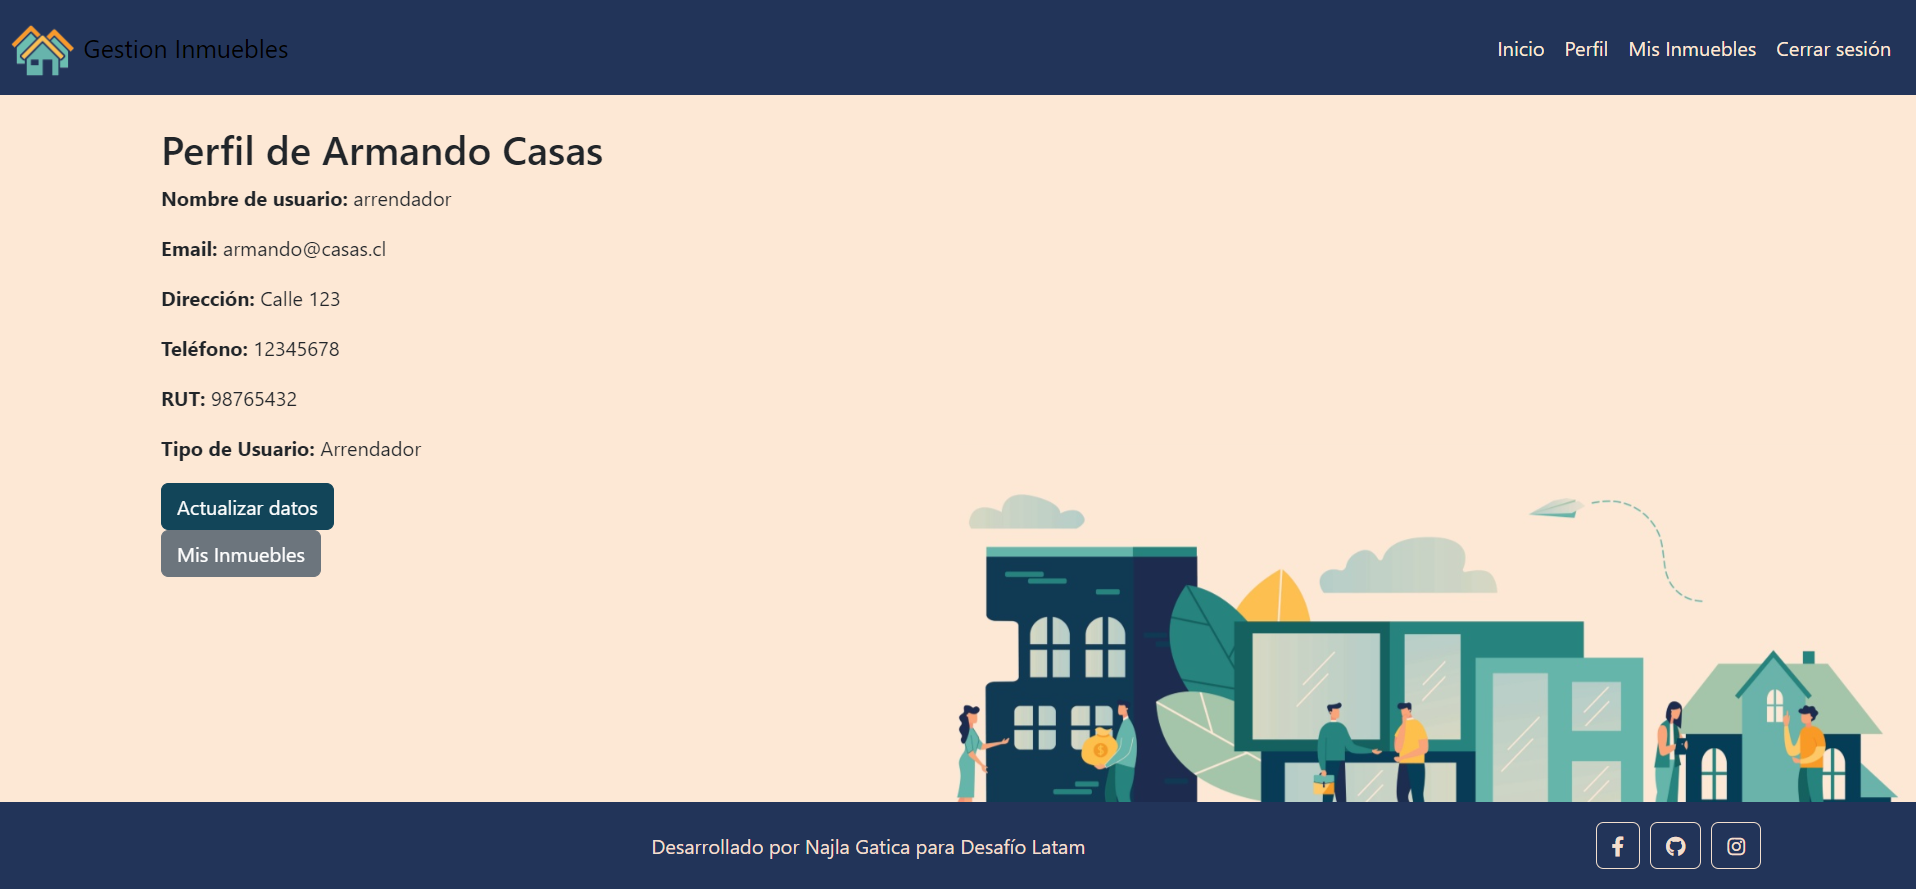 Gestion Inmuebles
Inicio Perfil Mis Inmuebles Cerrar sesión
Perfil de Armando Casas
Nombre de usuario: arrendador
Email: armando@casas.cl
Dirección: Calle 123
Teléfono: 12345678
RUT: 98765432
Tipo de Usuario: Arrendador
Actualizar datos
Mis Inmuebles
Desarrollado por Najla Gatica para Desafío Latam